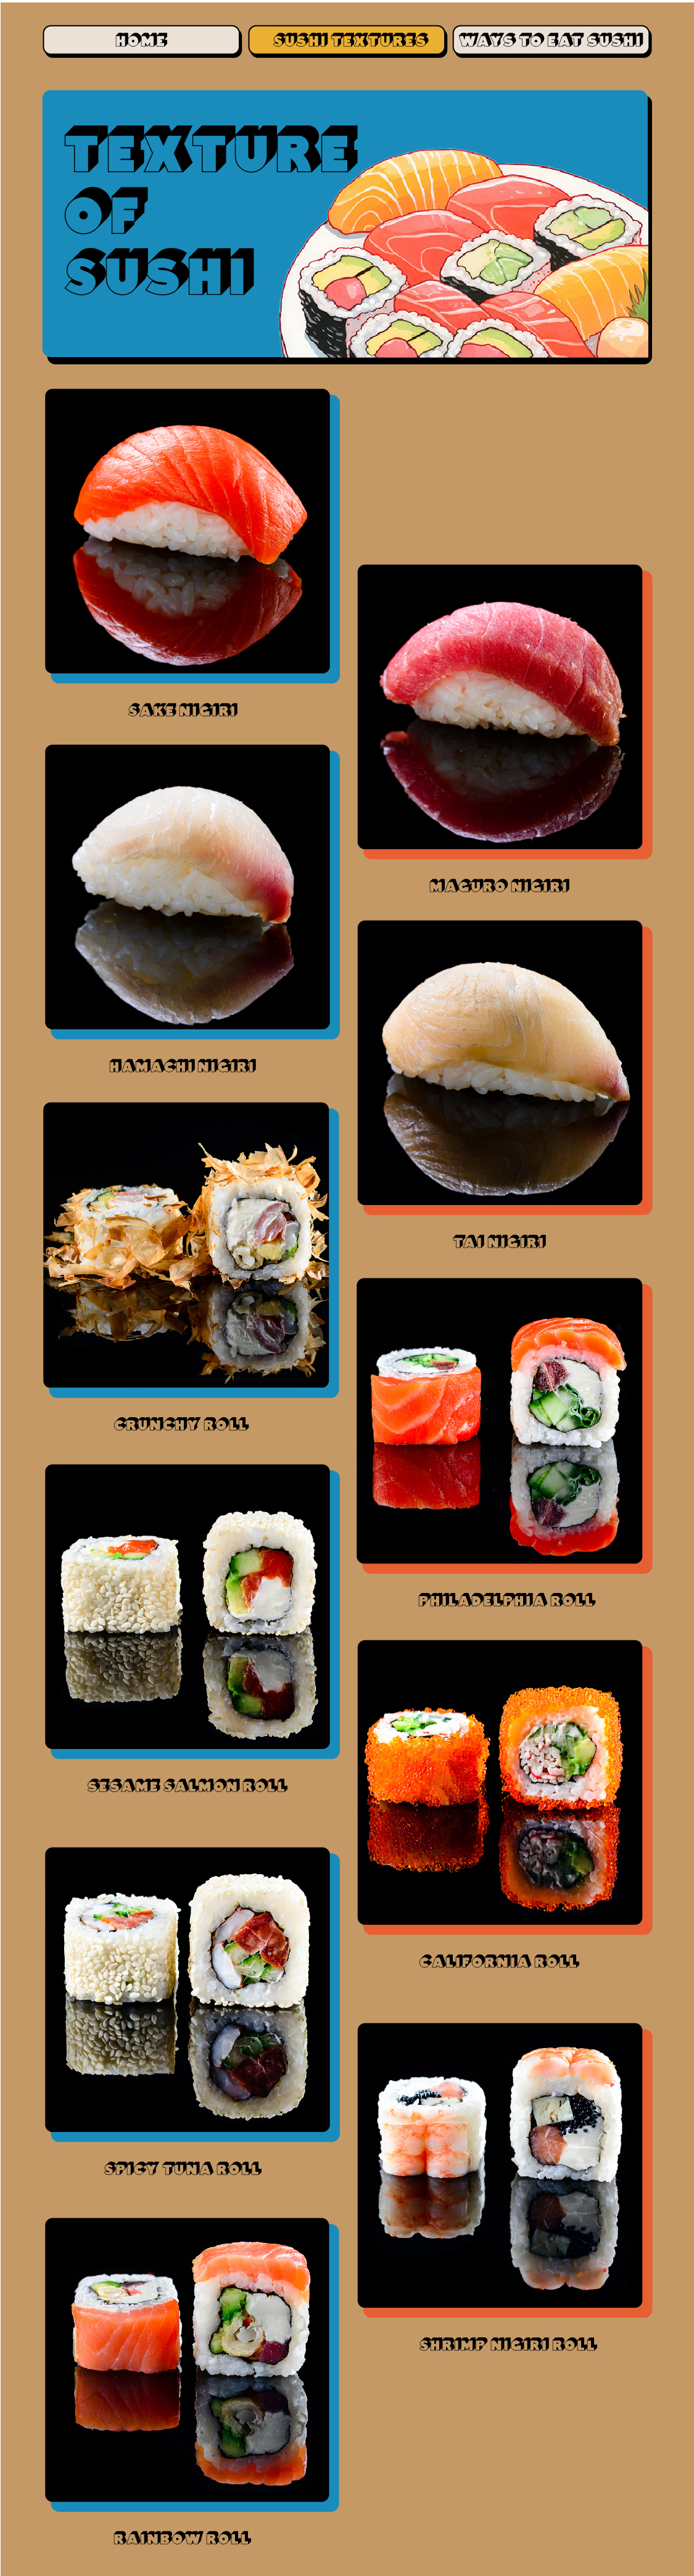 HOME
SUSHI TEXTURES
WAYS TO EAT SUSHI
TEXTURE
OF
SUSHI
SAKE NIGIRI
MAGURO NIGIRI
HAMACHI NIGIRI
TAI NIGIRI
CRUNCHY ROLL
PHILADELPHIA ROLL
SESAME SALMON ROLL
CALIFORNIA ROLL
SPICY TUNA ROLL
SHRIMP NIGIRI ROLL
RAINBOW ROLL